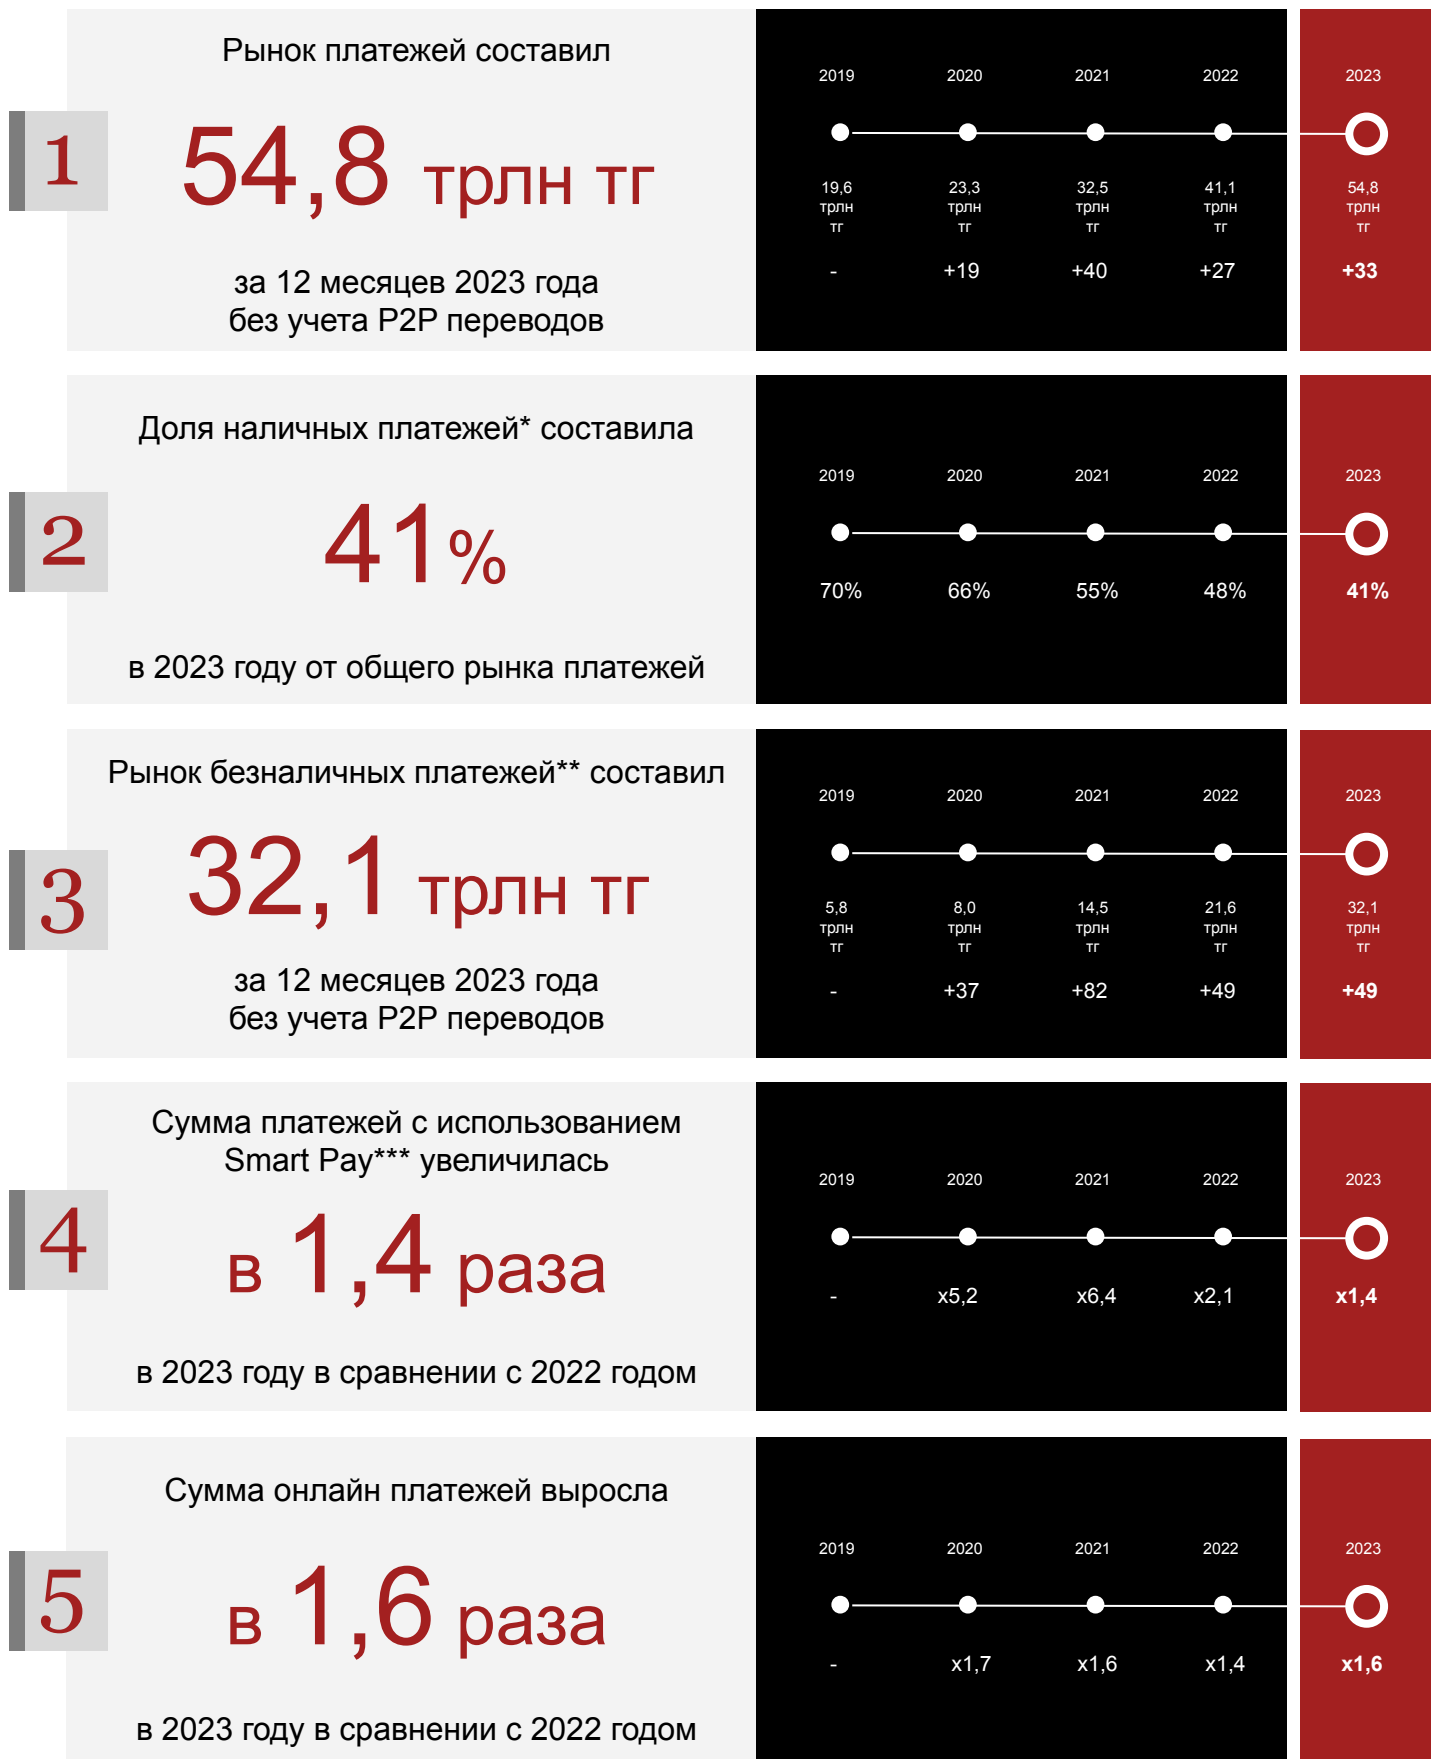 1
Рынок платежей составил
54,8 трлн тг
за 12 месяцев 2023 года
без учета P2P переводов
2019 2020 2021 2022 2023
19,6 23,3 32,5 41,1 54,8
трлн трлн трлн трлн трлн
тг тг тг тг тг
- +19 +40 +27 +33
2
Доля наличных платежей* составила
41%
в 2023 году от общего рынка платежей
2019 2020 2021 2022 2023
70% 66% 55% 48% 41%
3
Рынок безналичных платежей** составил
32,1 трлн тг
за 12 месяцев 2023 года
без учета P2P переводов
2019 2020 2021 2022 2023
5,8 8,0 14,5 21,6 32,1
трлн трлн трлн трлн трлн
тг тг тг тг тг
- +37 +82 +49 +49
4
Сумма платежей с использованием
Smart Pay*** увеличилась
в 1,4 раза
в 2023 году в сравнении с 2022 годом
2019 2020 2021 2022 2023
- x5,2 x6,4 x2,1 x1,4
5
Сумма онлайн платежей выросла
в 1,6 раза
в 2023 году в сравнении с 2022 годом
2019 2020 2021 2022 2023
- x1,7 x1,6 x1,4 x1,6